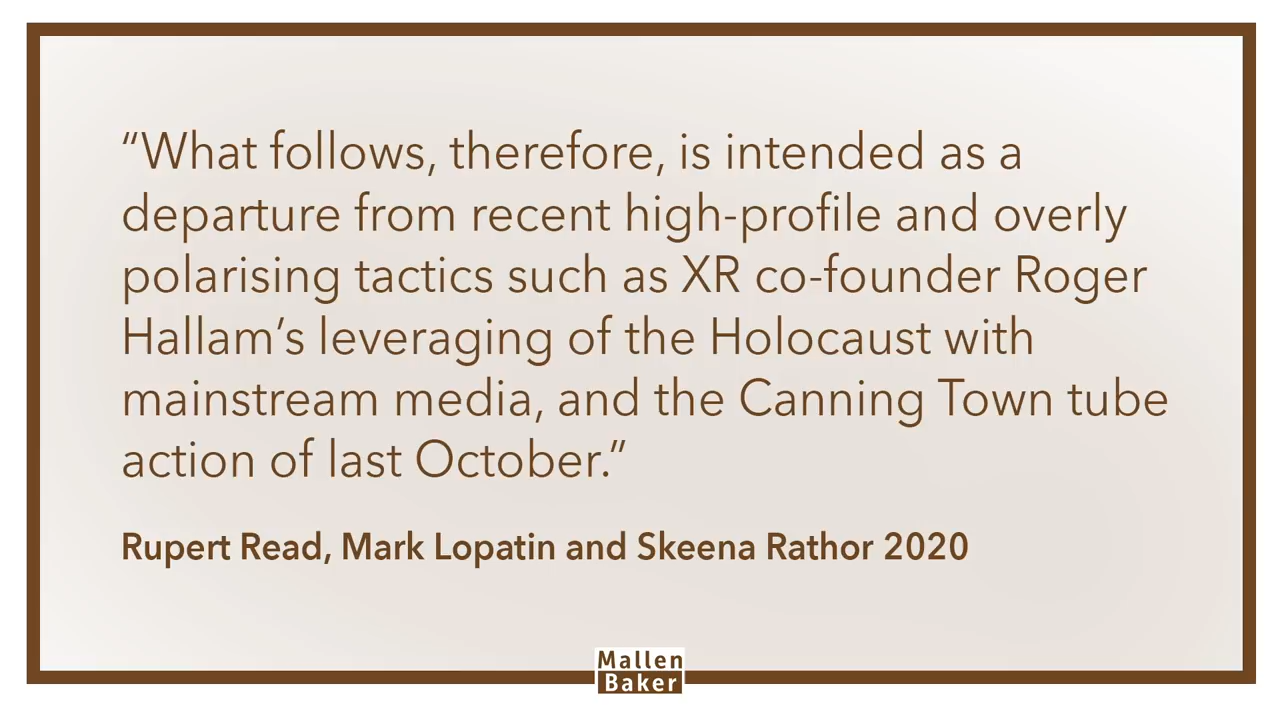 “What follows, therefore, is intended as a
departure from recent high-profile and overly
polarising tactics such as XR co-founder Roger
Hallam’s leveraging of the Holocaust with
mainstream media, and the Canning Town tube
action of last October.”
Rupert Read, Mark Lopatin and Skeena Rathor 2020
Mallen
Baker